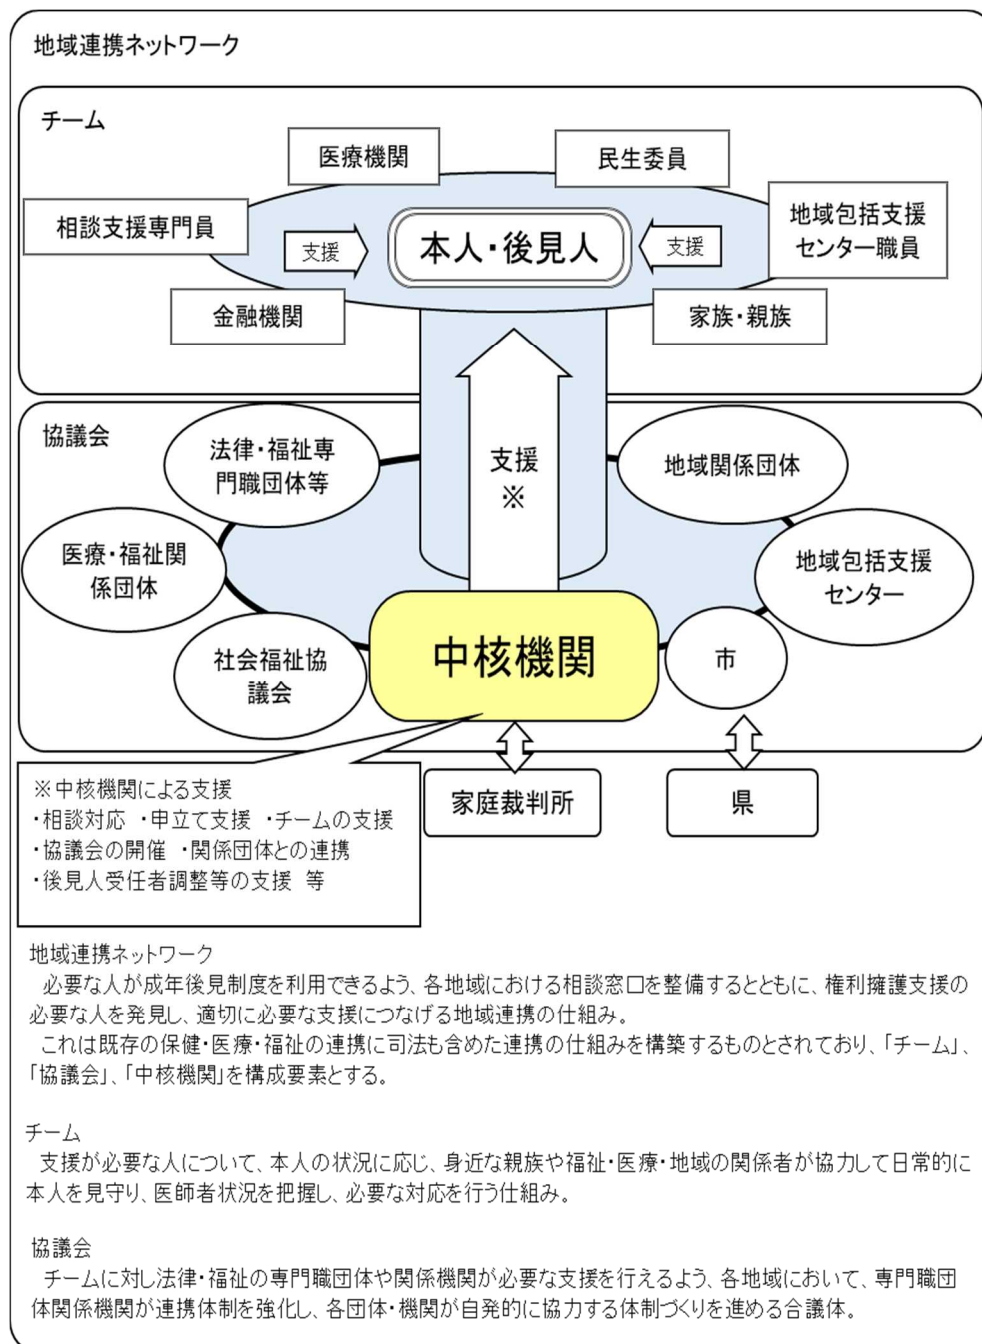 地域連携ネットワーク
チーム
医療機関
民生委員
相談支援専門員
地域包括支援
センター職員
支援
本人・後見人
支援
金融機関
家族・親族
協議会
法律・福祉専
門職団体等
支援
※
地域関係団体
医療・福祉関
係団体
地域包括支援
センター
社会福祉協
議会
中核機関
市
※中核機関による支援
・相談対応 ・申立て支援 ・チームの支援
・協議会の開催 ・関係団体との連携
・後見人受任者調整等の支援 等
家庭裁判所
県
地域連携ネットワーク
必要な人が成年後見制度を利用できるよう、各地域における相談窓口を整備するとともに、権利擁護支援の
必要な人を発見し、適切に必要な支援につなげる地域連携の仕組み。
これは既存の保健・医療・福祉の連携に司法も含めた連携の仕組みを構築するものとされており、「チーム」、
「協議会」、「中核機関」を構成要素とする。
チーム
支援が必要な人について、本人の状況に応じ、身近な親族や福祉・医療・地域の関係者が協力して日常的に
本人を見守り、医師者状況を把握し、必要な対応を行う仕組み。
協議会
チームに対し法律・福祉の専門職団体や関係機関が必要な支援を行えるよう、各地域において、専門職団
体関係機関が連携体制を強化し、各団体・機関が自発的に協力する体制づくりを進める合議体。